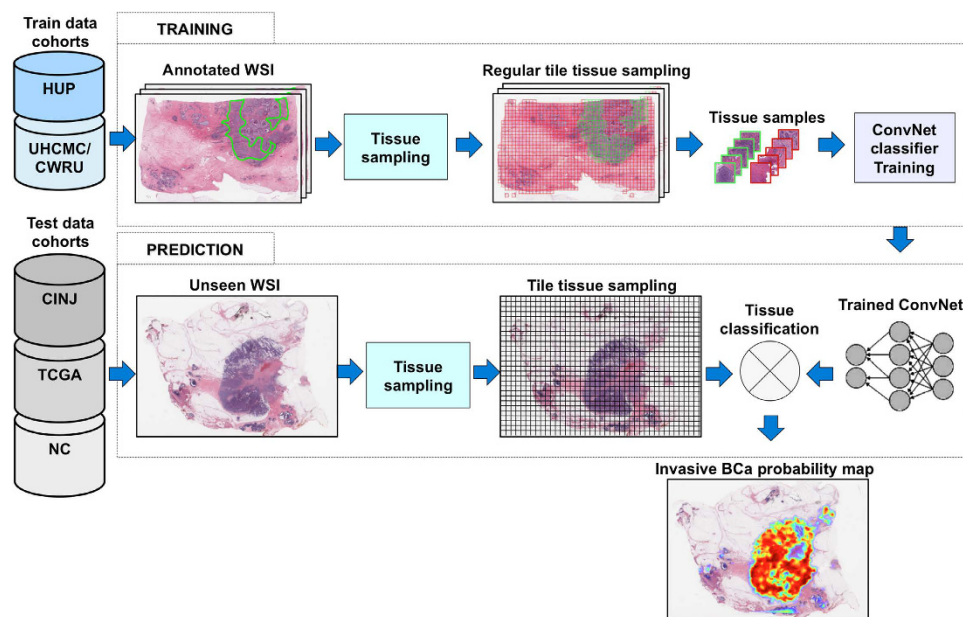 Train data
cohorts
HUP
UHCMC/
CWRU
TRAINING
Annotated WSI
Tissue
sampling
Regular tile tissue sampling
Tissue samples
ConvNet
classifier
Training
Test data
cohorts
CINJ
TCGA
NC
PREDICTION
Unseen WSI
Tissue
sampling
Tile tissue sampling
Tissue
classification
Trained ConvNet
Invasive BCa probability map